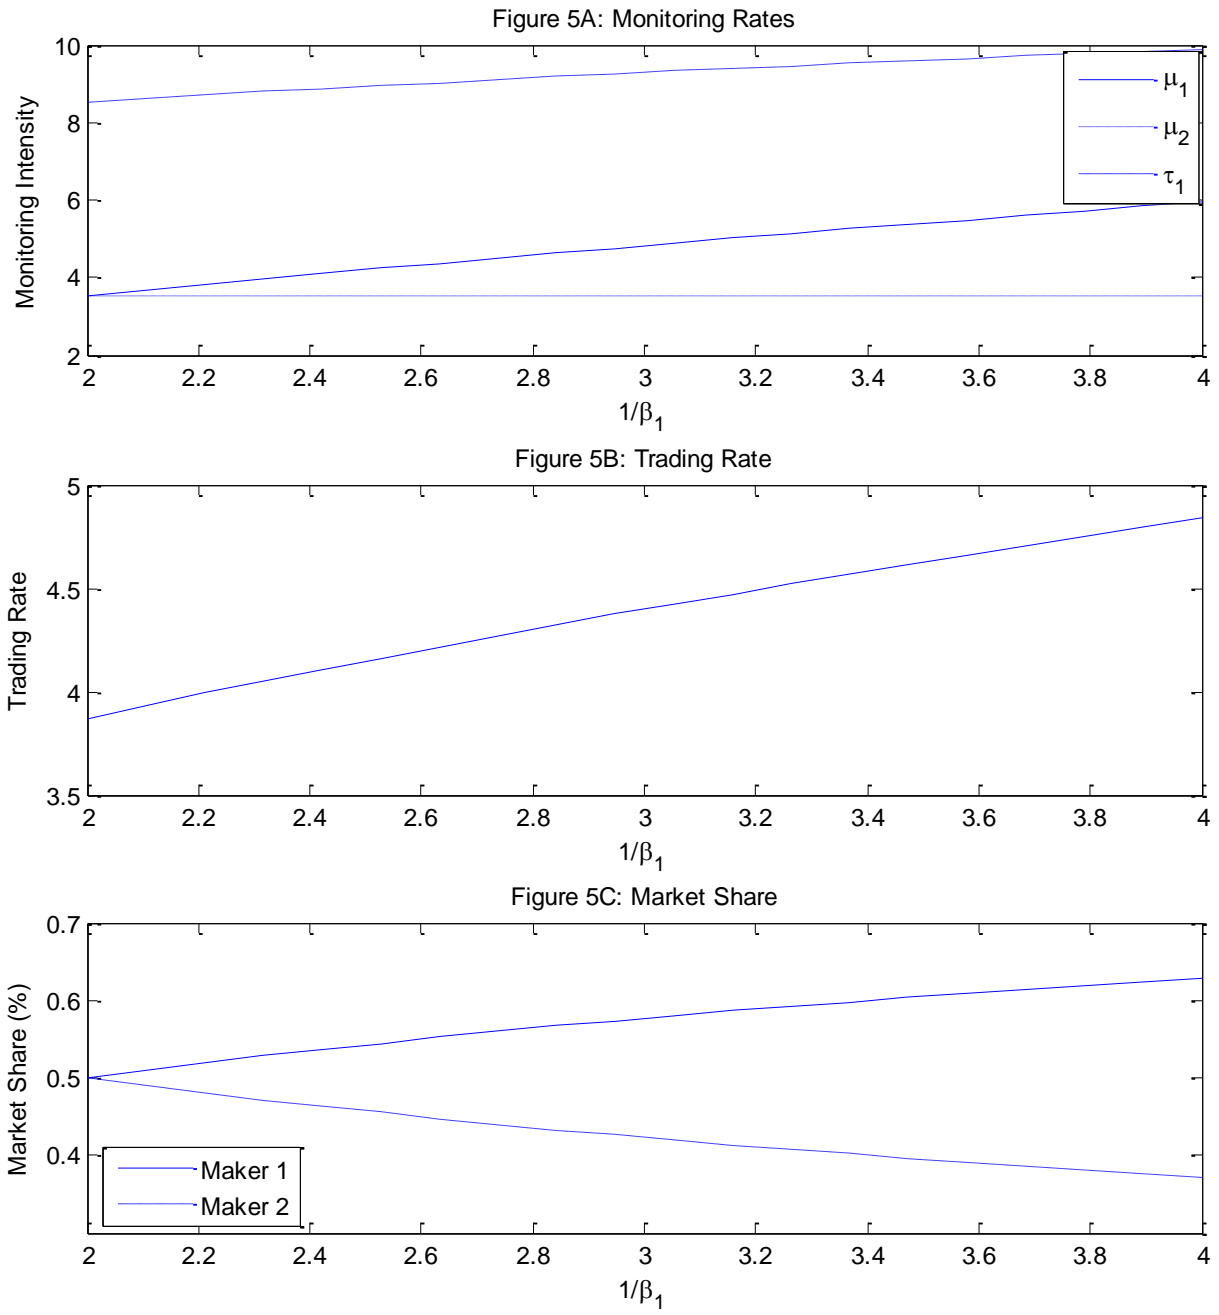 Figure 5A: Monitoring Rates
Monitoring Intensity
10
8
6
4
2
μ1
μ2
τ1
2 2.2 2.4 2.6 2.8 3 3.2 3.4 3.6 3.8 4
1/β1
Figure 5B: Trading Rate
Trading Rate
5
4.5
4
3.5
2 2.2 2.4 2.6 2.8 3 3.2 3.4 3.6 3.8 4
1/β1
Figure 5C: Market Share
Market Share (%)
0.7
0.6
0.5
0.4
Maker 1
Maker 2
2 2.2 2.4 2.6 2.8 3 3.2 3.4 3.6 3.8 4
1/β1